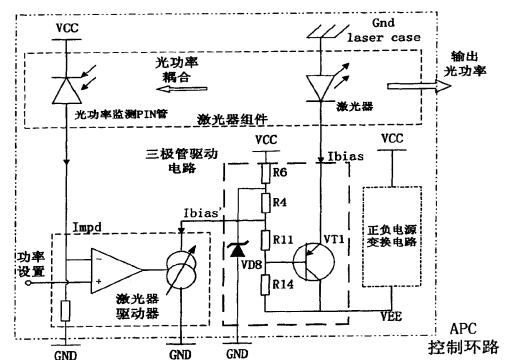 VCC
Gnd
laser case
光功率
耦合
输出
光功率
光功率监测PIN管
激光器
激光器组件
三极管驱动
电路
VCC
Ibias
VCC
R6
R4
Ibias'
Impd
R11
VT1
正负电源
变换电路
功率
设置
VD8
R14
激光器
驱动器
VEE
GND
GND
GND
APC
控制环路